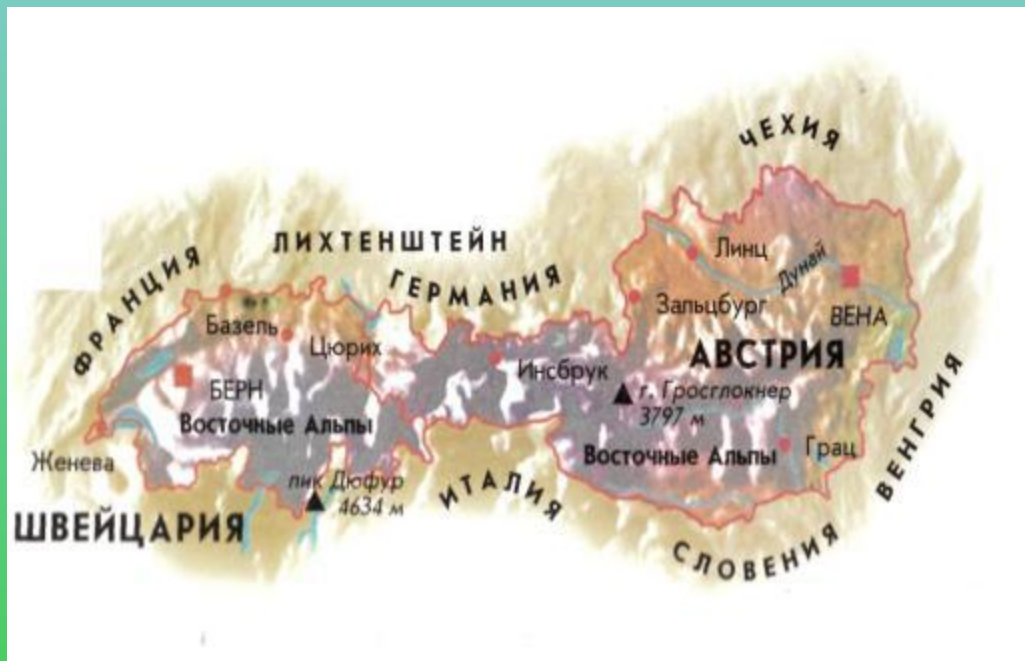 ЧЕХИЯ
ЛИХТЕНШТЕЙН
ФРАНЦИЯ
ГЕРМАНИЯ
Линц
Дунай
Базель
Цюрих
Зальцбург
ВЕНА
АВСТРИЯ
БЕРН
Инсбрук
г. Гросглокнер
3797 м
Восточные Альпы
Восточные Альпы
Грац
ВЕНГРИЯ
Женева
пик Дюфур
4634 м
ИТАЛИЯ
ШВЕЙЦАРИЯ
СЛОВЕНИЯ